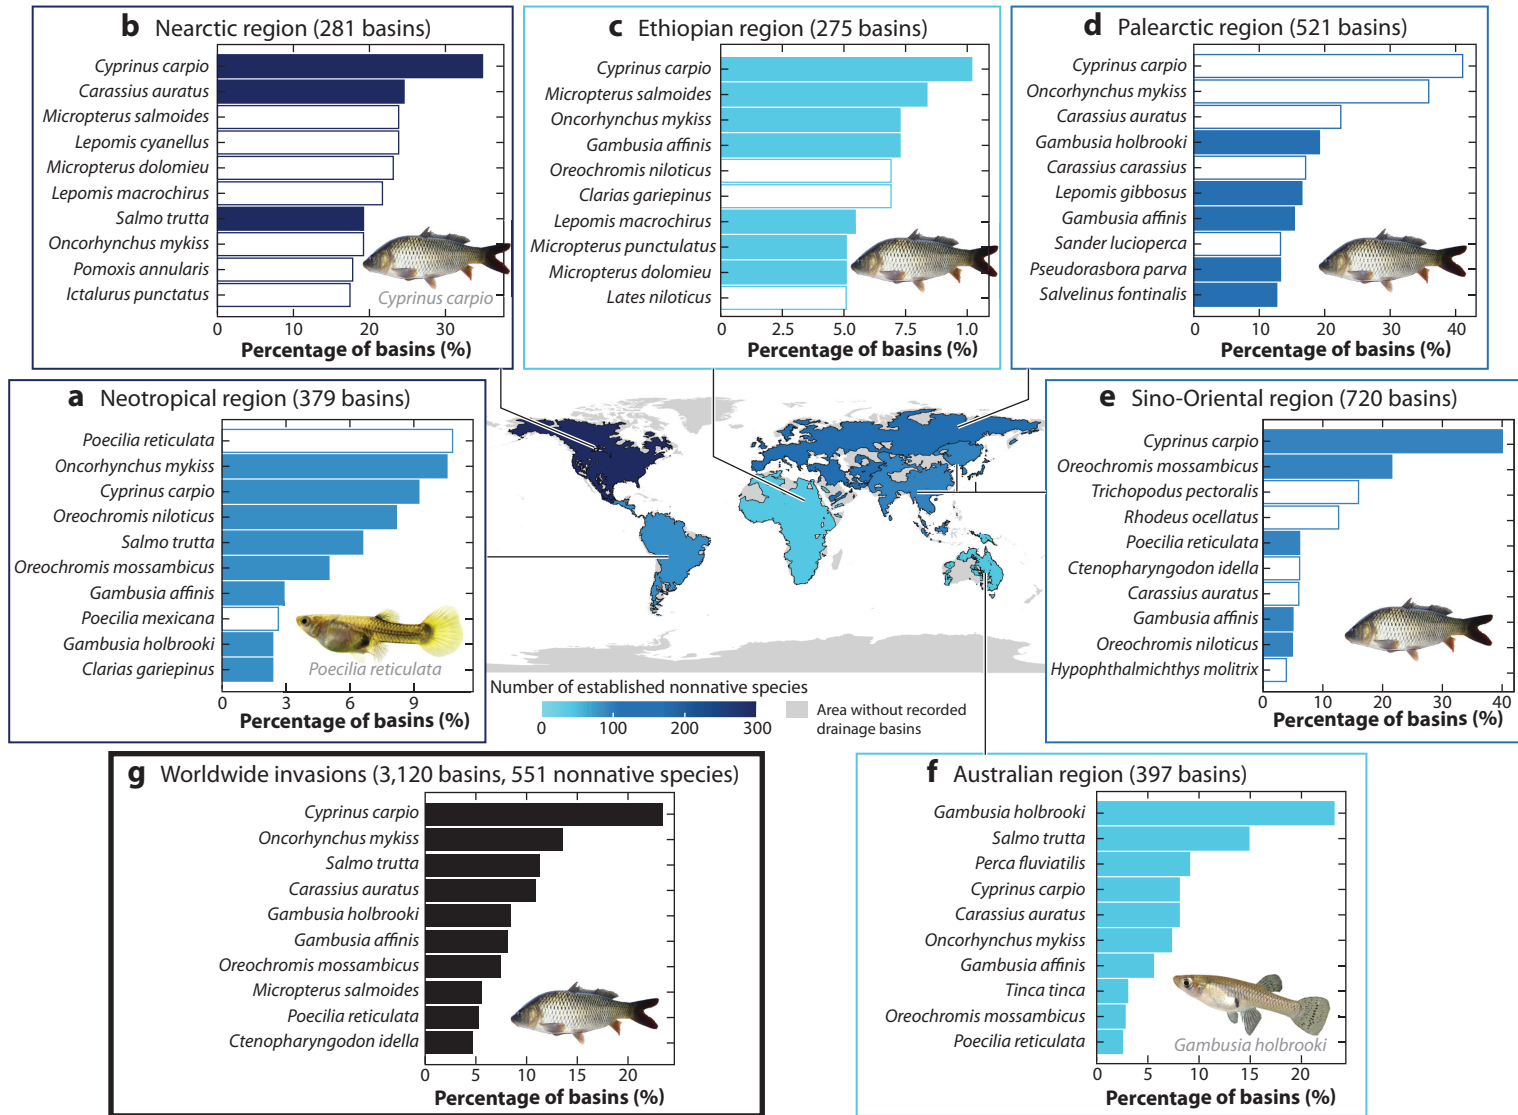 b Nearctic region (281 basins)
Cyprinus carpio
Carassius auratus
Micropterus salmoides
Lepomis cyanellus
Micropterus dolomieu
Lepomis macrochirus
Salmo trutta
Oncorhynchus mykiss
Pomoxis annularis
Ictalurus punctatus
Cyprinus carpio
0 10 20 30
Percentage of basins (%)
c Ethiopian region (275 basins)
Cyprinus carpio
Micropterus salmoides
Oncorhynchus mykiss
Gambusia affinis
Oreochromis niloticus
Clarias gariepinus
Lepomis macrochirus
Micropterus punctulatus
Micropterus dolomieu
Lates niloticus
0 2.5 5.0 7.5 1.0
Percentage of basins (%)
d Palearctic region (521 basins)
Cyprinus carpio
Oncorhynchus mykiss
Carassius auratus
Gambusia holbrooki
Carassius carassius
Lepomis gibbosus
Gambusia affinis
Sander lucioperca
Pseudorasbora parva
Salvelinus fontinalis
0 10 20 30 40
Percentage of basins (%)
a Neotropical region (379 basins)
Poecilia reticulata
Oncorhynchus mykiss
Cyprinus carpio
Oreochromis niloticus
Salmo trutta
Oreochromis mossambicus
Gambusia affinis
Poecilia mexicana
Gambusia holbrooki
Clarias gariepinus
Poecilia reticulata
0 3 6 9
Percentage of basins (%)
Number of established nonnative species
0 100 200 300
Area without recorded
drainage basins
e Sino-Oriental region (720 basins)
Cyprinus carpio
Oreochromis mossambicus
Trichopodus pectoralis
Rhodeus ocellatus
Poecilia reticulata
Ctenopharyngodon idella
Carassius auratus
Gambusia affinis
Oreochromis niloticus
Hypophthalmichthys molitrix
0 10 20 30 40
Percentage of basins (%)
g Worldwide invasions (3,120 basins, 551 nonnative species)
Cyprinus carpio
Oncorhynchus mykiss
Salmo trutta
Carassius auratus
Gambusia holbrooki
Gambusia affinis
Oreochromis mossambicus
Micropterus salmoides
Poecilia reticulata
Ctenopharyngodon idella
0 5 10 15 20
Percentage of basins (%)
f Australian region (397 basins)
Gambusia holbrooki
Salmo trutta
Perca fluviatilis
Cyprinus carpio
Carassius auratus
Oncorhynchus mykiss
Gambusia affinis
Tinca tinca
Oreochromis mossambicus
Poecilia reticulata
Gambusia holbrooki
0 5 10 15 20
Percentage of basins (%)